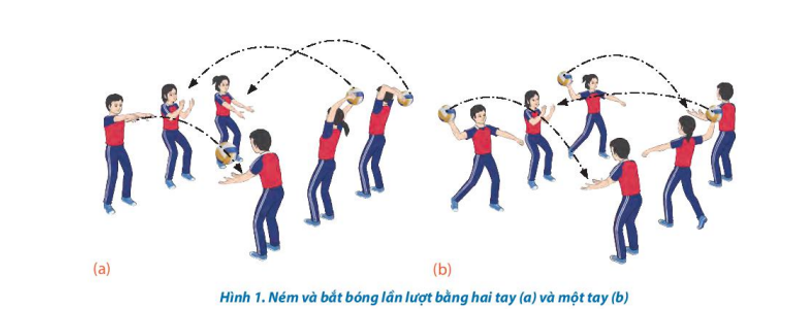 (a)
(b)
Hình 1. Ném và bắt bóng lần lượt bằng hai tay (a) và một tay (b)